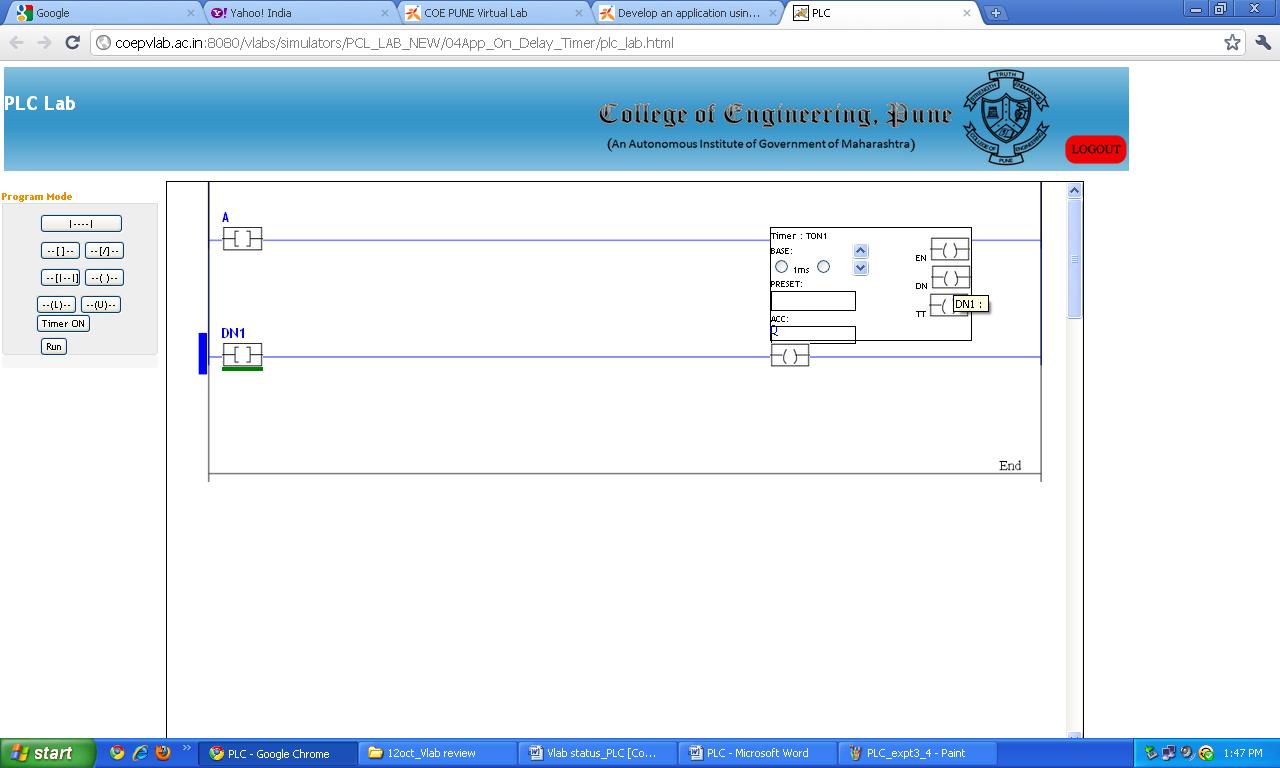 Google
Yahoo! India
COE PUNE Virtual Lab
Develop an application usin...
PLC
coepvlab.ac.in:8080/vlabs/simulators/PCL_LAB_NEW/04App_On_Delay_Timer/plc_lab.html
PLC Lab
College of Engineering, Pune
(An Autonomous Institute of Government of Maharashtra)
TRUTH
STRENGTH
ENDURANCE
COLLEGE OF
ENGINEERING
PUNE
LOGOUT
Program Mode
|----|
--[ ]--
--[/]--
--[|--|]
--( )--
--(L)--
--(U)--
Timer ON
Run
A
Timer : TON1
BASE:
1ms
PRESET:
ACC:
Q
EN
DN
TT
DN1 :
DN1
End
start
PLC - Google Chrome
12oct_Vlab review
Vlab status_PLC [Co...
PLC - Microsoft Word
PLC_expt3_4 - Paint
1:47 PM